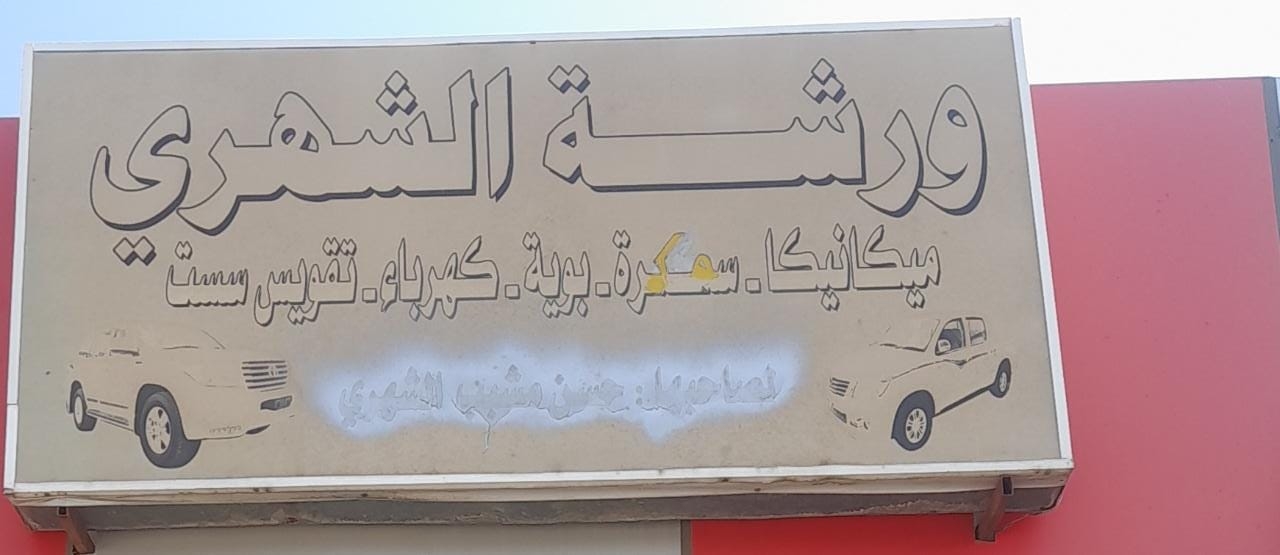 ورشة الشهري
ميكانيكا . سمكرة . بوية . كهرباء . تقويس سست
لصاحبها : حسن مشبب الشهري